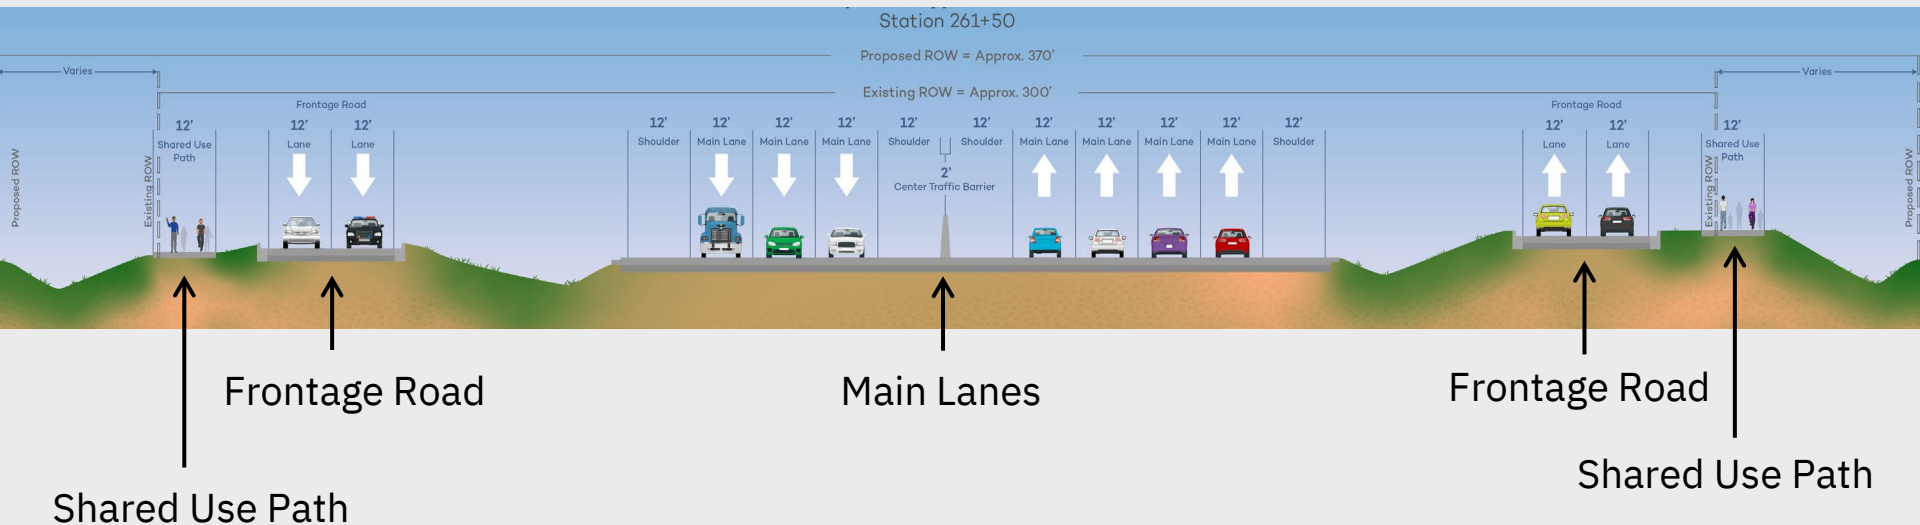 Station 261+50
Proposed ROW = Approx. 370'
Varies
Varies
Existing ROW = Approx. 300'
Frontage Road
Frontage Road
12'
Shared Use
Path
12'
Lane
12'
Lane
12'
Shoulder
12'
Main Lane
12'
Main Lane
12'
Main Lane
12'
Shoulder
12'
Shoulder
2'
Center Traffic Barrier
12'
Main Lane
12'
Main Lane
12'
Main Lane
12'
Main Lane
12'
Shoulder
12'
Lane
12'
Lane
12'
Shared Use
Path
Proposed ROW
Existing ROW
Existing ROW
Proposed ROW
Frontage Road
Main Lanes
Frontage Road
Shared Use Path
Shared Use Path